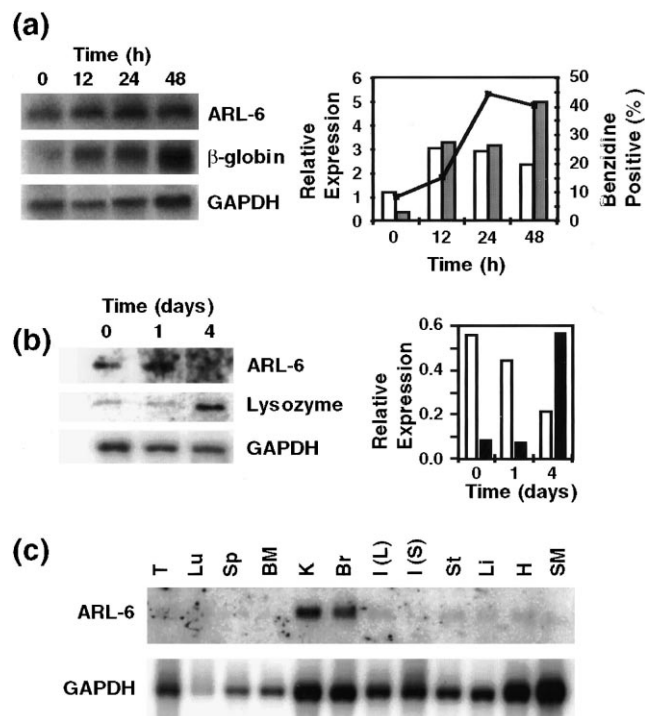 (a)
Time (h)
0 12 24 48
ARL-6
β-globin
GAPDH
Relative Expression
6
5
4
3
2
1
0
50
40
30
20
10
0
Benzidine Positive (%)
0 12 24 48
Time (h)
(b)
Time (days)
0 1 4
ARL-6
Lysozyme
GAPDH
Relative Expression
0.6
0.4
0.2
0.0
0 1 4
Time (days)
(c)
T Lu Sp BM K Br I (L) I (S) St Li H SM
ARL-6
GAPDH